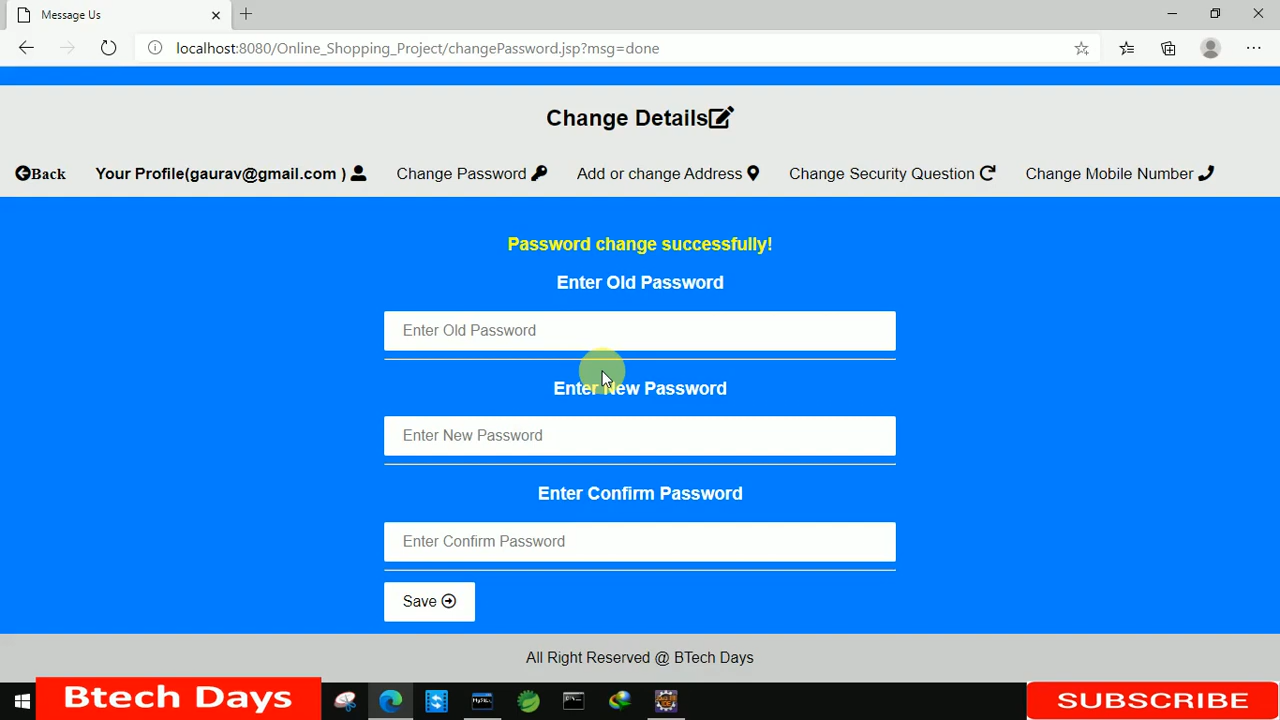 Message Us
localhost:8080/Online_Shopping_Project/changePassword.jsp?msg=done
Change Details
Back Your Profile(gaurav@gmail.com ) Change Password Add or change Address Change Security Question Change Mobile Number
Password change successfully!
Enter Old Password
Enter Old Password
Enter New Password
Enter New Password
Enter Confirm Password
Enter Confirm Password
Save
All Right Reserved @ BTech Days
Btech Days
SUBSCRIBE